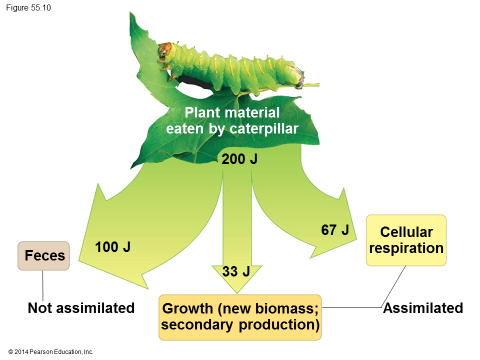 Figure 55.10
Plant material
eaten by caterpillar
200 J
100 J
33 J
67 J
Feces
Cellular
respiration
Not assimilated
Growth (new biomass;
secondary production)
Assimilated
© 2014 Pearson Education, Inc.